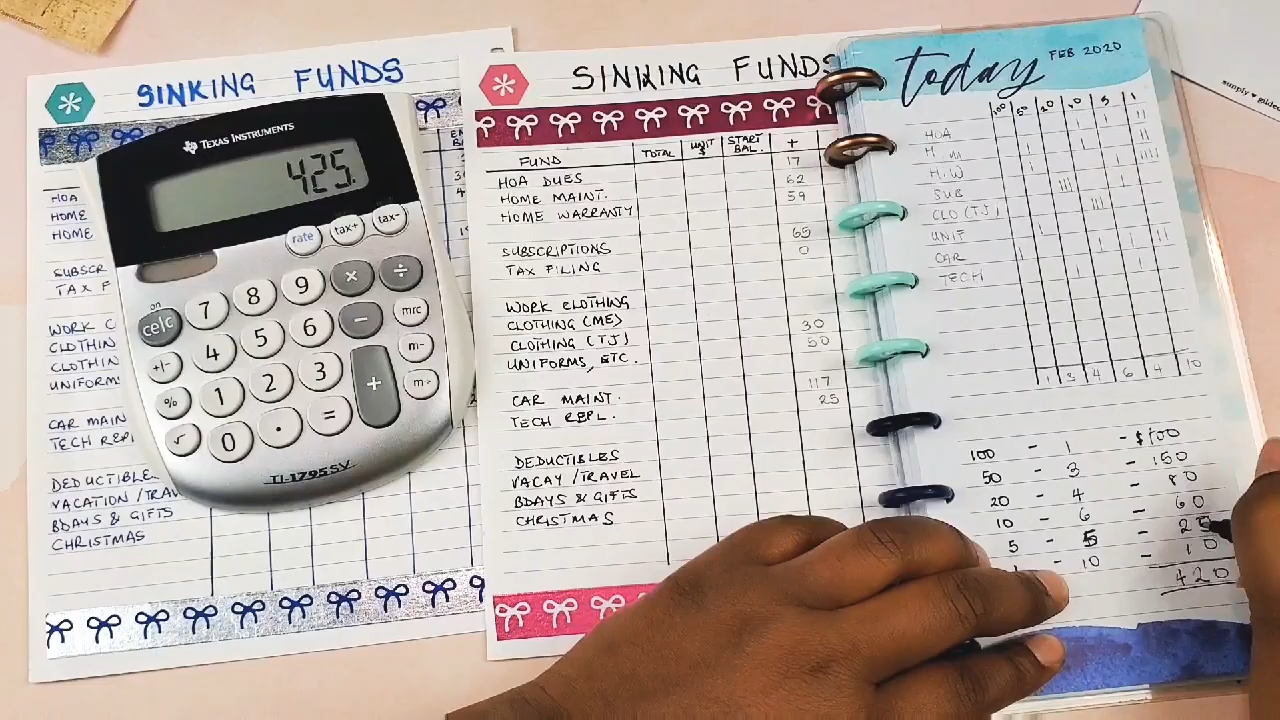 SINKING FUNDS
HOA
HOME
HOME
SUBSCR
TAX F
WORK C
CLOTHIN
CLOTHIN
UNIFORM
CAR MAIN
TECH REPL
DEDUCTIBLE
VACATION/TRAV
BDAYS & GIFTS
CHRISTMAS
TEXAS INSTRUMENTS
425.
rate tax+ tax-
on
ce/c 7 8 9 × ÷
+/- 4 5 6 − mrc
% 1 2 3 + m-
√ 0 . = m+
TI-1795 SV
SINKING FUNDS
FUND TOTAL UNIT $ START BAL. +
HOA DUES 17
HOME MAINT. 62
HOME WARRANTY 59
SUBSCRIPTIONS 65
TAX FILING 0
WORK CLOTHING
CLOTHING (ME)
CLOTHING (TJ) 30
UNIFORMS, ETC. 50
CAR MAINT. 117
TECH REPL. 25
DEDUCTIBLES
VACAY/TRAVEL
BDAYS & GIFTS
CHRISTMAS
today FEB 2020
100 50 20 10 5 1
HOA
H.M
H.W
SUB
CLO (TJ)
UNIT
CAR
TECH
1 3 4 6 4 10
100 - 1 - $100
50 - 3 - 150
20 - 4 - 80
10 - 6 - 60
5 - 5 - 25
- 10 - 10
420
supply ♥ guide